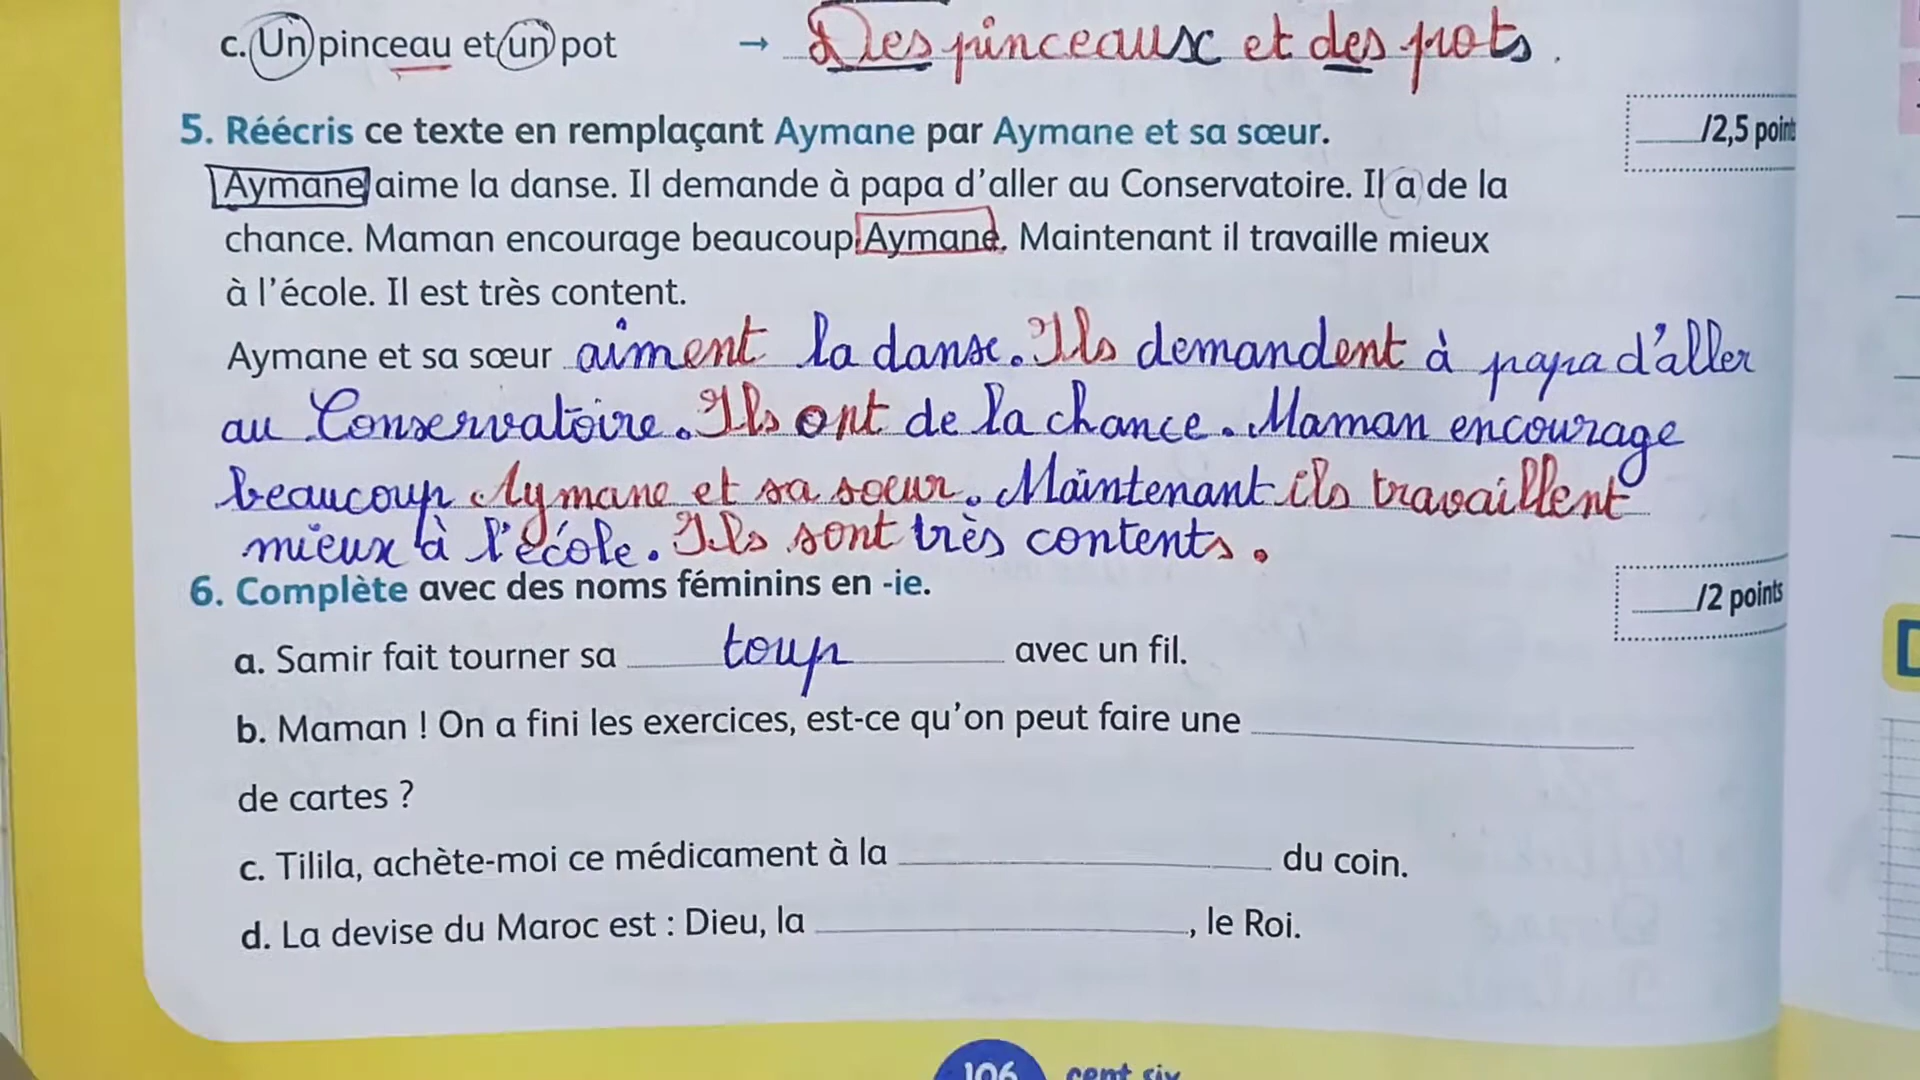 c. Un pinceau et un pot → Des pinceaux et des pots.
5. Réécris ce texte en remplaçant Aymane par Aymane et sa sœur.
/2,5 point
Aymane aime la danse. Il demande à papa d'aller au Conservatoire. Il a de la
chance. Maman encourage beaucoup Aymane. Maintenant il travaille mieux
à l'école. Il est très content.
Aymane et sa sœur aiment la danse. Ils demandent à papa d'aller
au Conservatoire. Ils ont de la chance. Maman encourage
beaucoup Aymane et sa sœur. Maintenant ils travaillent
mieux à l'école. Ils sont très contents.
6. Complète avec des noms féminins en -ie.
/2 points
a. Samir fait tourner sa toup avec un fil.
b. Maman ! On a fini les exercices, est-ce qu'on peut faire une
de cartes ?
c. Tilila, achète-moi ce médicament à la du coin.
d. La devise du Maroc est : Dieu, la , le Roi.
106 cent six